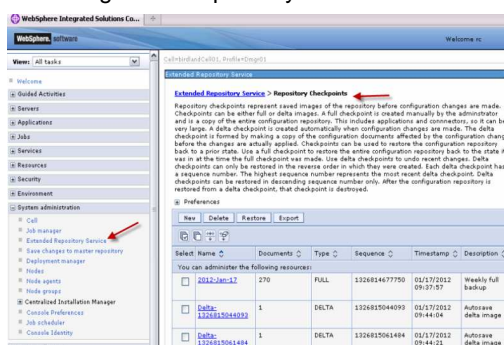 WebSphere Integrated Solutions Co...
WebSphere. software
Welcome rc
View: All tasks
Welcome
Guided Activities
Servers
Applications
Jobs
Services
Resources
Security
Environment
System administration
Cell
Job manager
Extended Repository Service
Save changes to master repository
Deployment manager
Nodes
Node agents
Node groups
Centralized Installation Manager
Console Preferences
Job scheduler
Console Identity
Cell=birdlandCell01, Profile=Dmgr01
Extended Repository Service
Extended Repository Service > Repository Checkpoints
Repository checkpoints represent saved images of the repository before configuration changes are made.
Checkpoints can be either full or delta images. A full checkpoint is created manually by the administrator
and is a copy of the entire configuration repository. This includes applications and connectors, so it can be
very large. A delta checkpoint is created automatically when configuration changes are made. The delta
checkpoint is formed by making a copy of the configuration documents affected by the configuration chang
before the changes are actually applied. Checkpoints can be used to restore the configuration repository
back to a prior state. Use a full checkpoint to restore the entire configuration repository back to the state it
was in at the time the full checkpoint was made. Use delta checkpoints to undo recent changes. Delta
checkpoints can only be restored in the reverse order in which they were created. Each delta checkpoint has
a sequence number. The highest sequence number represents the most recent delta checkpoint. Delta
checkpoints can be restored in descending sequence number only. After the configuration repository is
restored from a delta checkpoint, that checkpoint is destroyed.
Preferences
New Delete Restore Export
Select Name Documents Type Sequence Timestamp Description
You can administer the following resources:
2012-Jan-17 270 FULL 1326814677750 01/17/2012 Weekly full
09:37:57 backup
Delta- 1 DELTA 1326815044093 01/17/2012 Autosave
1326815044093 09:44:04 delta image
Delta- 1 DELTA 1326815061484 01/17/2012 Autosave
1326815061484 09:44:21 delta image